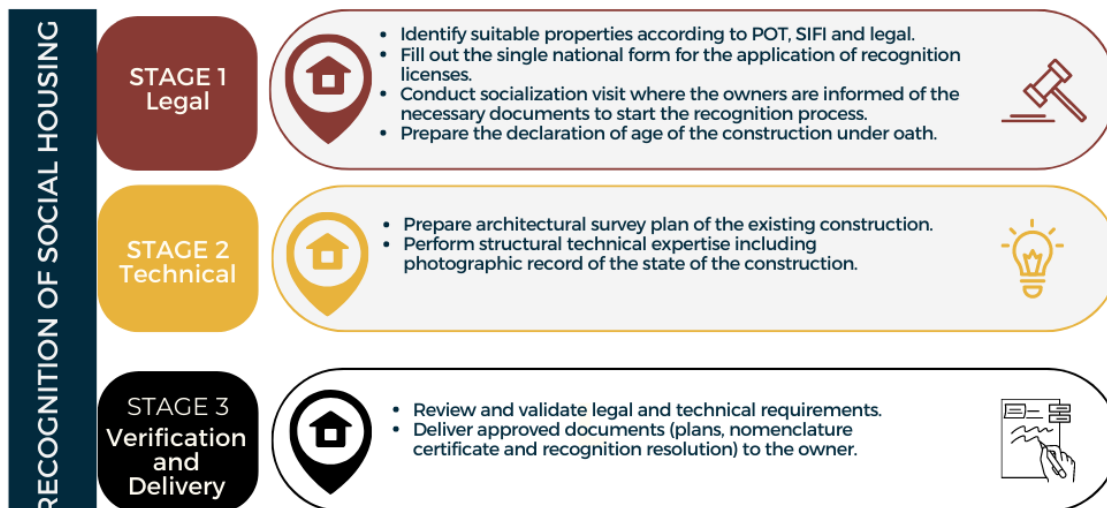 RECOGNITION OF SOCIAL HOUSING
STAGE 1
Legal
• Identify suitable properties according to POT, SIFI and legal.
• Fill out the single national form for the application of recognition
licenses.
• Conduct socialization visit where the owners are informed of the
necessary documents to start the recognition process.
• Prepare the declaration of age of the construction under oath.
STAGE 2
Technical
• Prepare architectural survey plan of the existing construction.
• Perform structural technical expertise including
photographic record of the state of the construction.
STAGE 3
Verification
and
Delivery
• Review and validate legal and technical requirements.
• Deliver approved documents (plans, nomenclature
certificate and recognition resolution) to the owner.